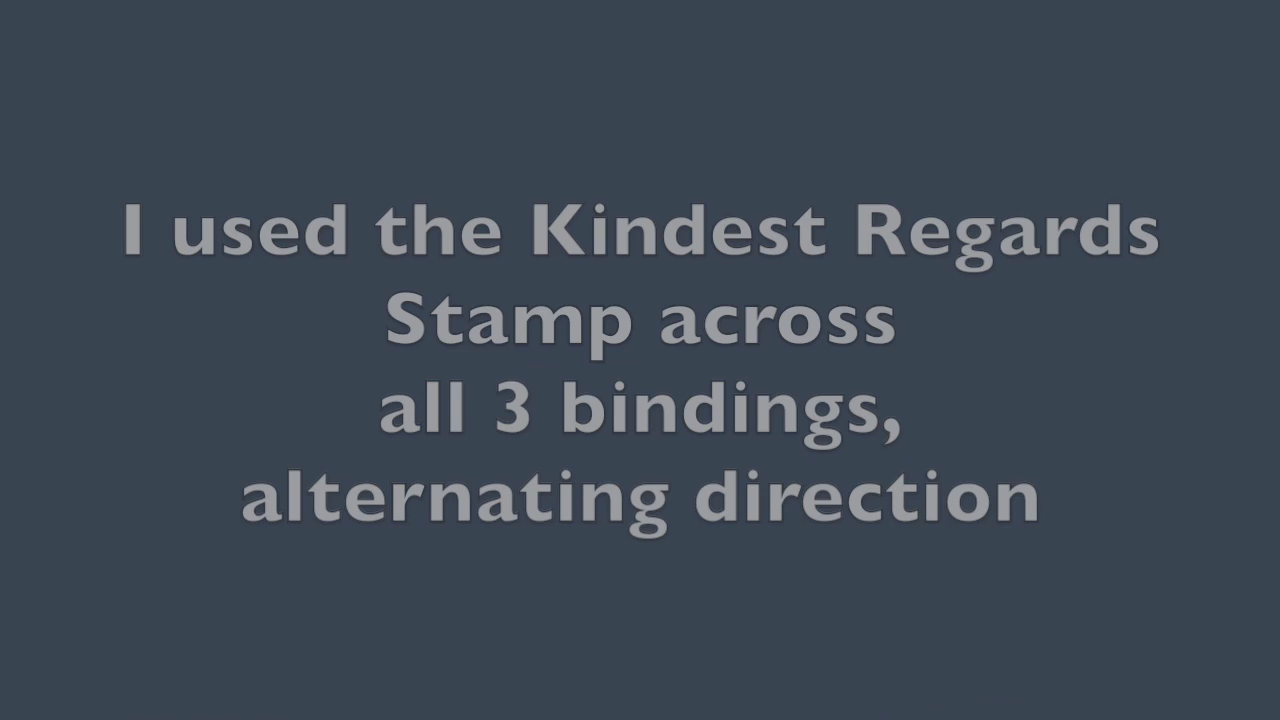 I used the Kindest Regards
Stamp across
all 3 bindings,
alternating direction